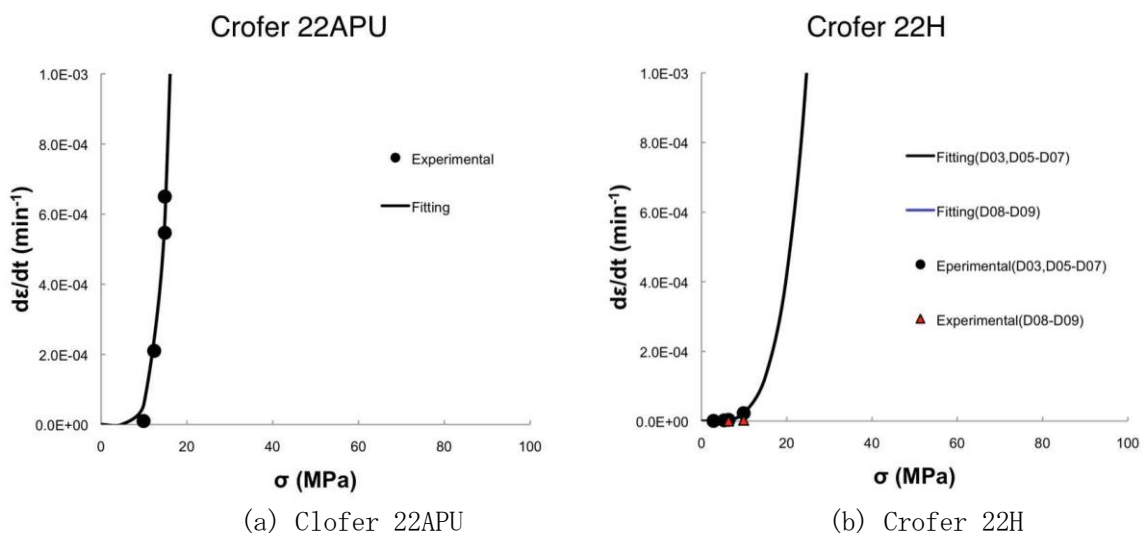 Crofer 22APU
1.0E-03
8.0E-04
6.0E-04
4.0E-04
2.0E-04
0.0E+00
dε/dt (min-1)
0
20
40
60
80
100
σ (MPa)
Experimental
Fitting
(a) Clofer 22APU
Crofer 22H
1.0E-03
8.0E-04
6.0E-04
4.0E-04
2.0E-04
0.0E+00
dε/dt (min-1)
0
20
40
60
80
100
σ (MPa)
Fitting(D03,D05-D07)
Fitting(D08-D09)
Eperimental(D03,D05-D07)
Experimental(D08-D09)
(b) Crofer 22H